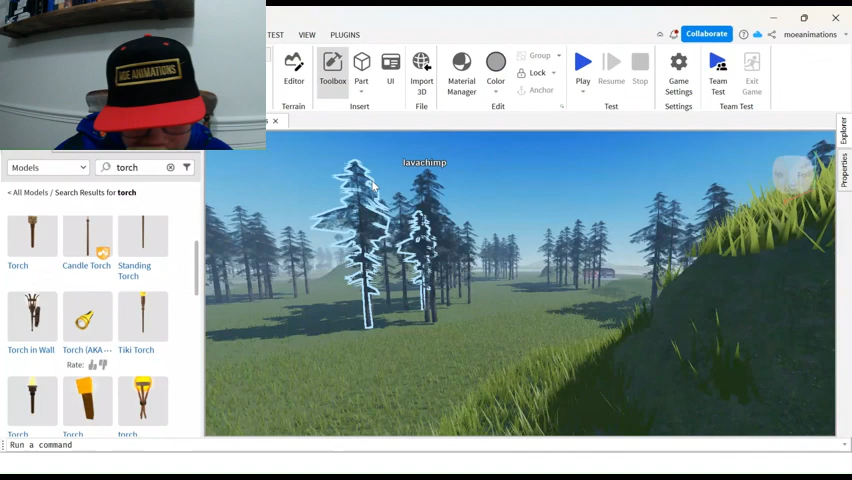 MOE ANIMATIONS
TEST VIEW PLUGINS
Collaborate
moeanimations
Editor
Toolbox
Part
UI
Import
3D
Material
Manager
Color
Group
Lock
Anchor
Play
Resume
Stop
Game
Settings
Team
Test
Exit
Game
Terrain
Insert
File
Edit
Test
Settings
Team Test
Explorer
Properties
Models
torch
< All Models / Search Results for torch
Torch
Candle Torch
Standing
Torch
Torch in Wall
Torch (AKA ...
Tiki Torch
Rate:
Torch
Torch
torch
lavachimp
Run a command